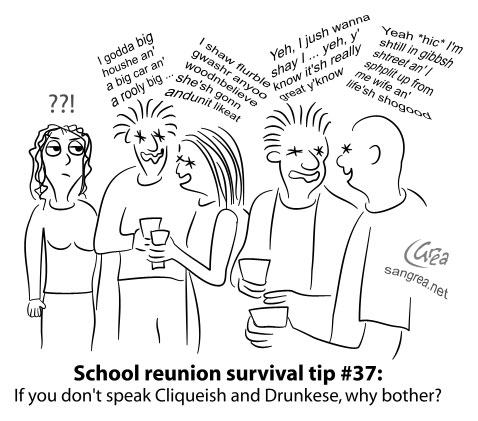 I godda big
houshe an'
a big car an'
a rooly big ...
I shaw flurble
gwashr anyoo
woodnbelieve
she'sh gonn
andunit likeat
Yeh, I jush wanna
shay I ... yeh, y'
know it'sh really
great y'know
Yeah *hic* I'm
shtill in gibbsh
shtreel an' I
sphplit up from
me wife an'
life'sh shogood
??!
Carea
sangrea.net
School reunion survival tip #37:
If you don't speak Cliqueish and Drunkese, why bother?